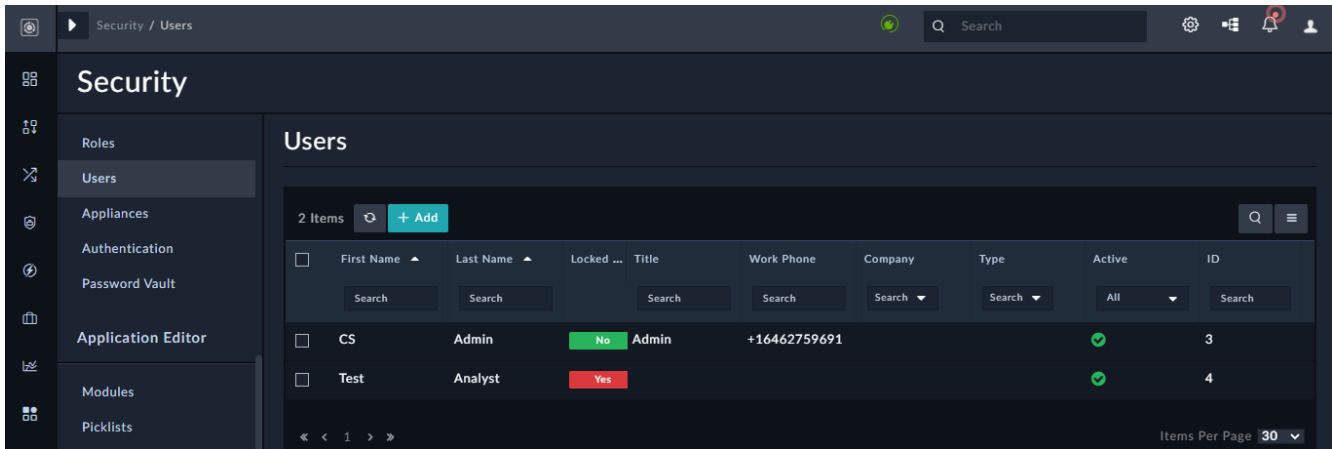 Security / Users
Search
Security
Roles
Users
Appliances
Authentication
Password Vault
Application Editor
Modules
Picklists
Users
2 Items + Add
First Name Last Name Locked ... Title Work Phone Company Type Active ID
Search Search Search Search Search Search All Search
CS Admin No Admin +16462759691 3
Test Analyst Yes 4
« < 1 > »
Items Per Page 30